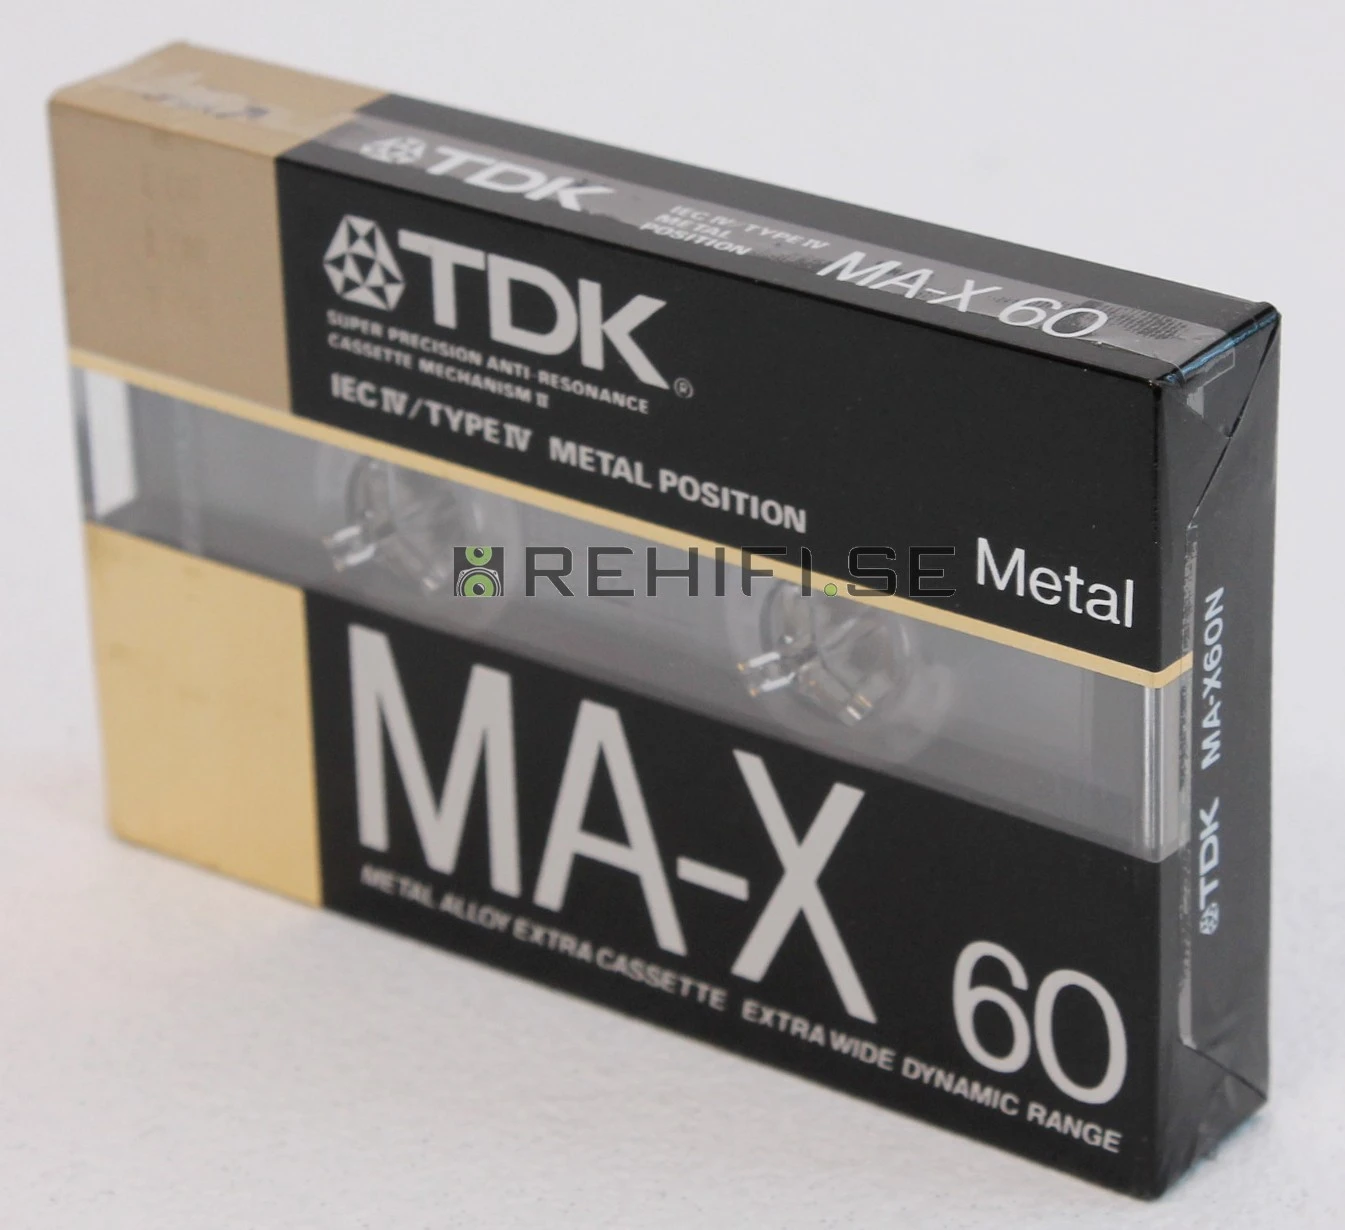 TDK
IEC IV/TYPE IV
METAL
POSITION
MA-X 60
TDK®
SUPER PRECISION ANTI-RESONANCE
CASSETTE MECHANISM II
IEC IV/TYPE IV METAL POSITION
Metal
REHIFI.SE
MA-X 60
METAL ALLOY EXTRA CASSETTE EXTRA WIDE DYNAMIC RANGE
TDK MA-X60N